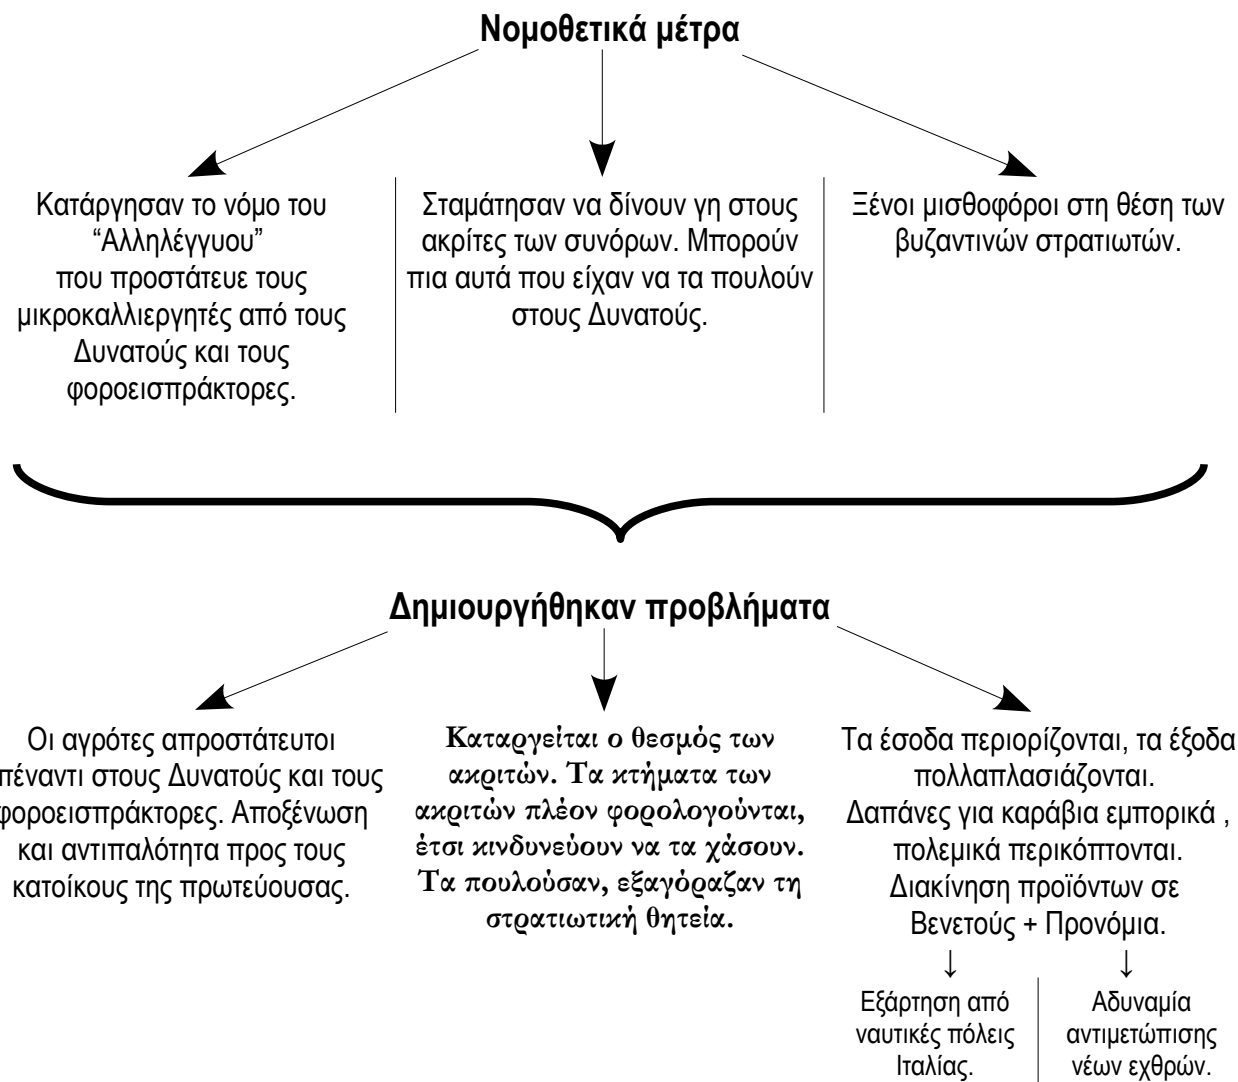 Νομοθετικά μέτρα
Κατάργησαν το νόμο του
“Αλληλέγγυου”
που προστάτευε τους
μικροκαλλιεργητές από τους
Δυνατούς και τους
φοροεισπράκτορες.
Σταμάτησαν να δίνουν γη στους
ακρίτες των συνόρων. Μπορούν
πια αυτά που είχαν να τα πουλούν
στους Δυνατούς.
Ξένοι μισθοφόροι στη θέση των
βυζαντινών στρατιωτών.
Δημιουργήθηκαν προβλήματα
Οι αγρότες απροστάτευτοι
πέναντι στους Δυνατούς και τους
φοροεισπράκτορες. Αποξένωση
και αντιπαλότητα προς τους
κατοίκους της πρωτεύουσας.
Καταργείται ο θεσμός των
ακριτών. Τα κτήματα των
ακριτών πλέον φορολογούνται,
έτσι κινδυνεύουν να τα χάσουν.
Τα πουλούσαν, εξαγόραζαν τη
στρατιωτική θητεία.
Τα έσοδα περιορίζονται, τα έξοδα
πολλαπλασιάζονται.
Δαπάνες για καράβια εμπορικά ,
πολεμικά περικόπτονται.
Διακίνηση προϊόντων σε
Βενετούς + Προνόμια.
↓ ↓
Εξάρτηση από
ναυτικές πόλεις
Ιταλίας.
Αδυναμία
αντιμετώπισης
νέων εχθρών.